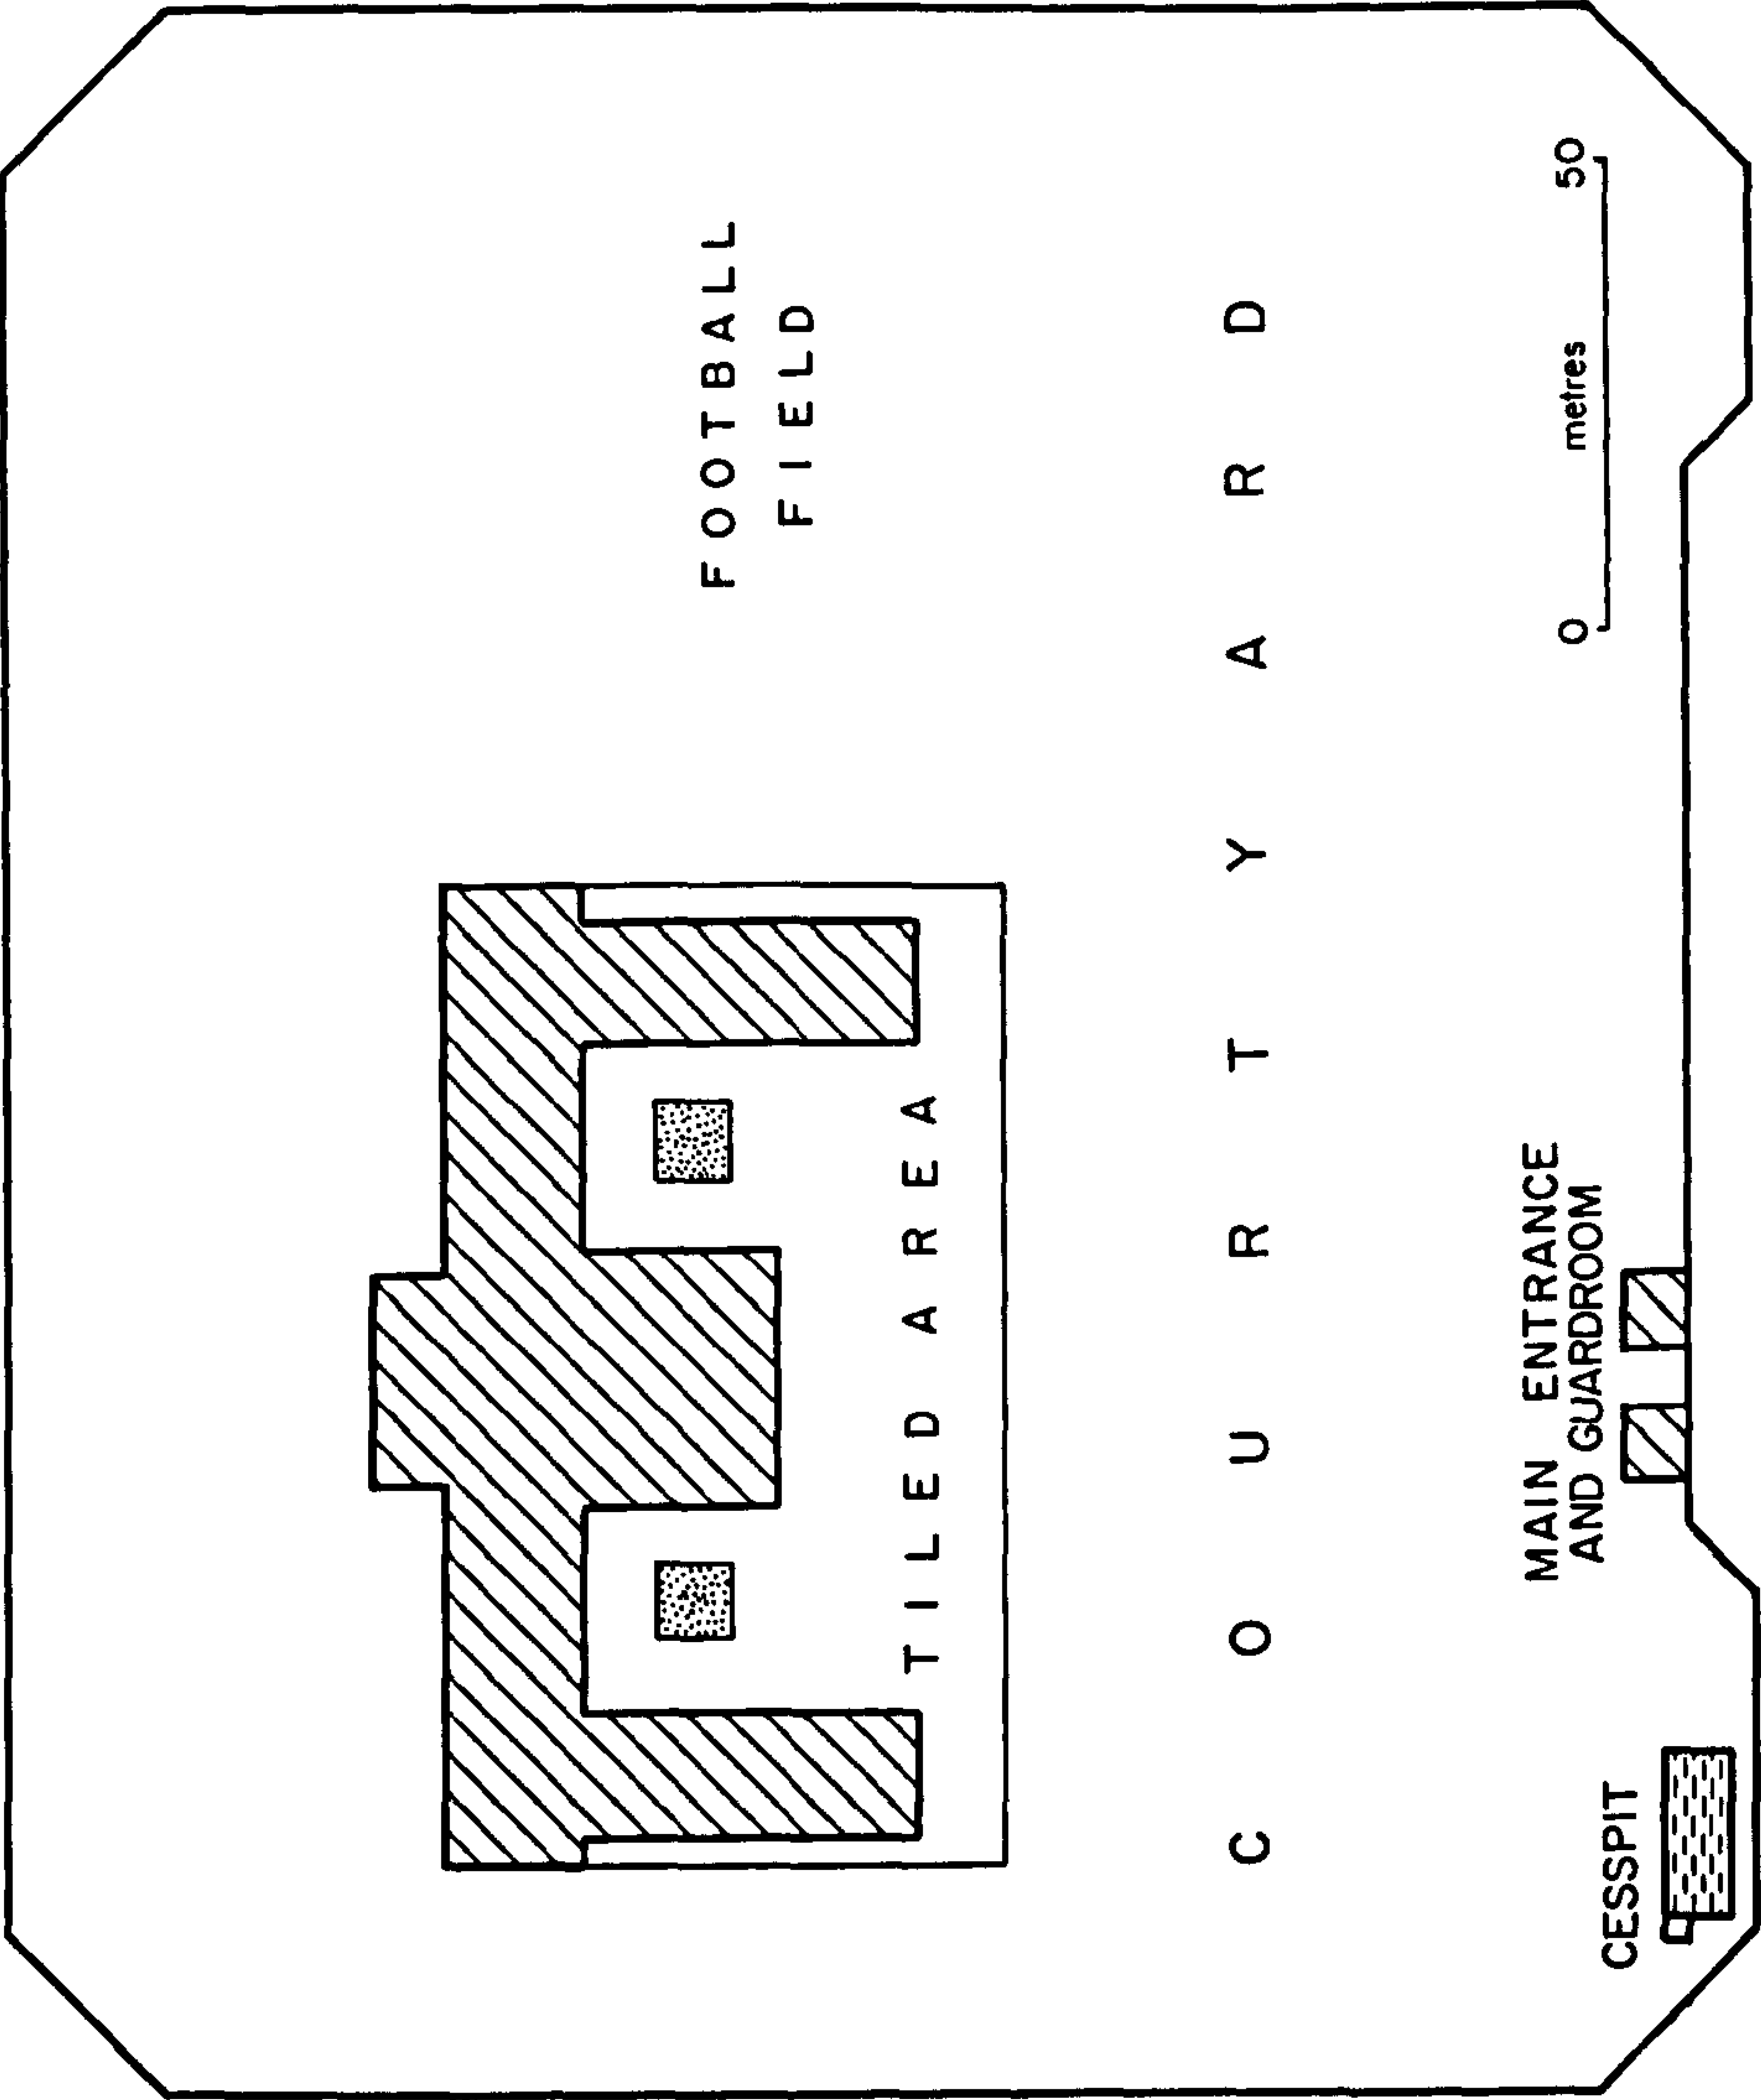 FOOTBALL
FIELD
TILED AREA
COURTYARD
MAIN ENTRANCE
AND GUARDROOM
CESSPIT
0 metres 50